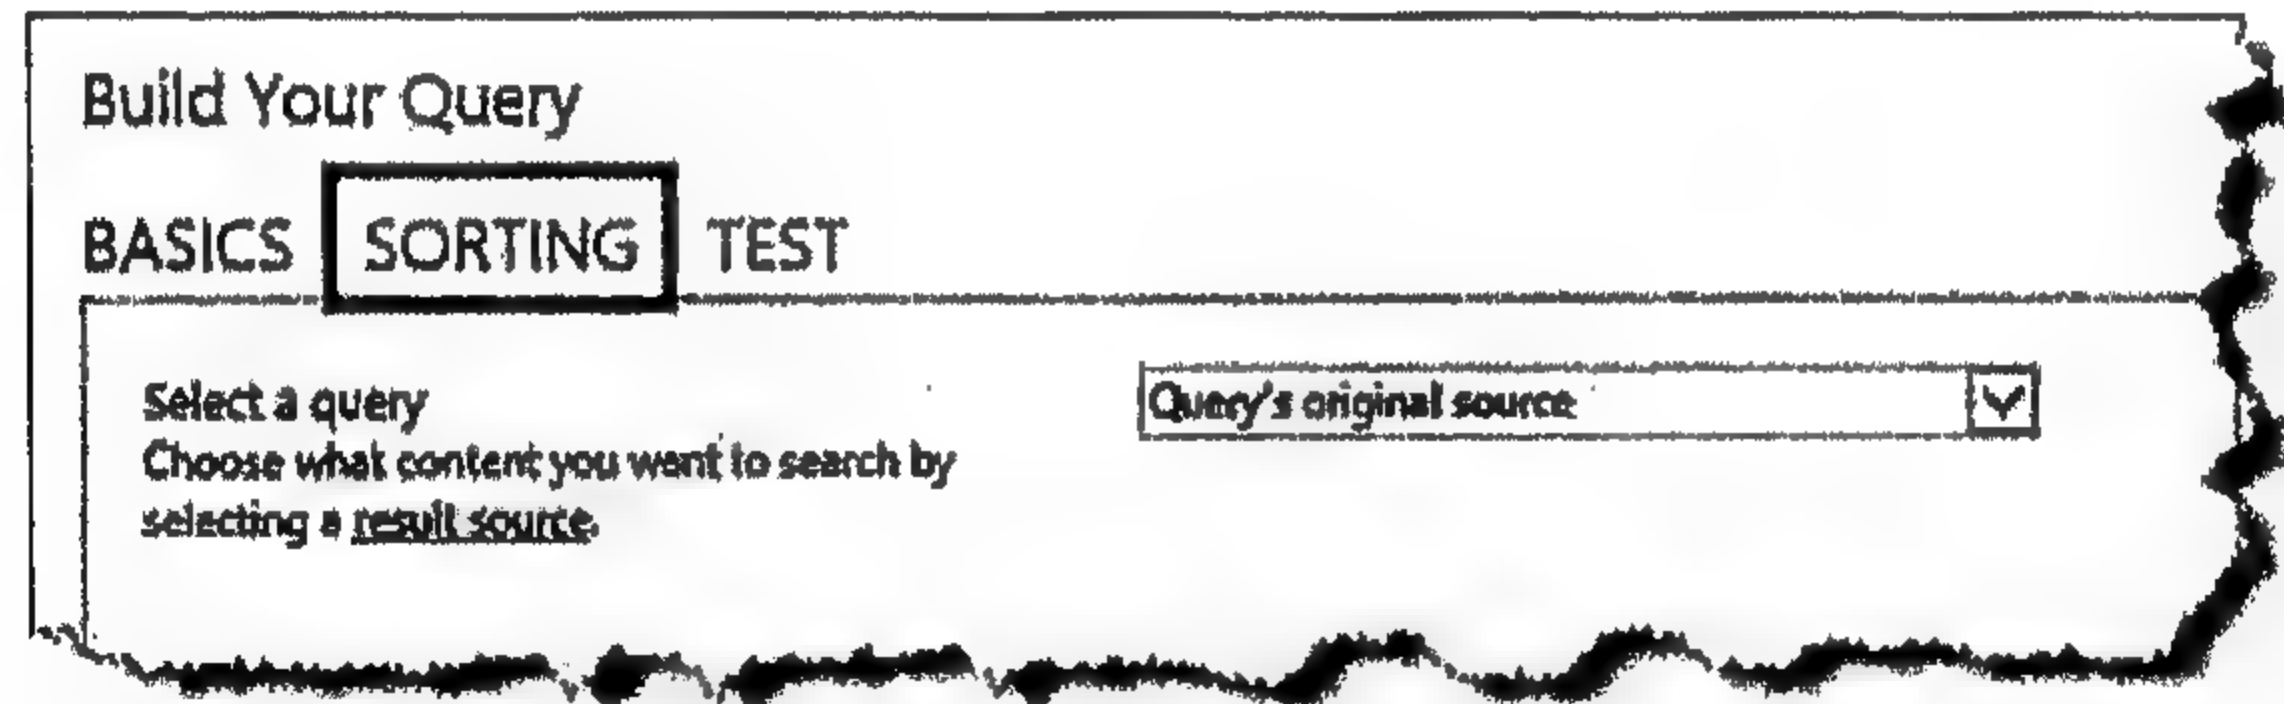 Build Your Query
BASICS SORTING TEST
Select a query
Choose what content you want to search by
selecting a result source.
Query's original source